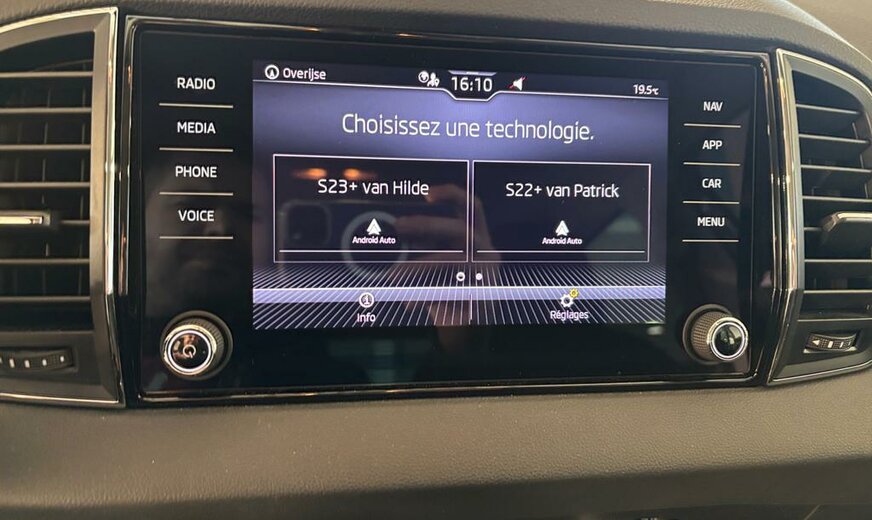 RADIO
MEDIA
PHONE
VOICE
Overijse
16:10
19.5°C
Choisissez une technologie.
S23+ van Hilde
Android Auto
S22+ van Patrick
Android Auto
Info
Réglages
NAV
APP
CAR
MENU